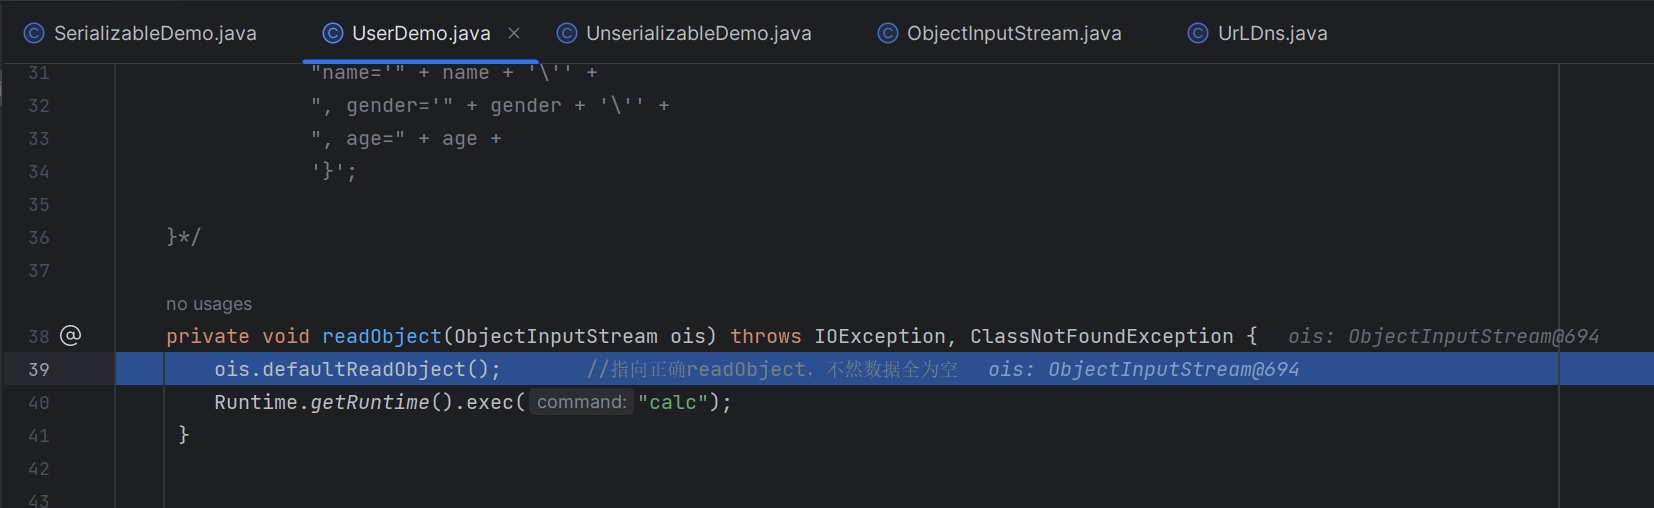 SerializableDemo.java UserDemo.java UnserializableDemo.java ObjectInputStream.java UrLDns.java
31 "name='" + name + '\'' +
32 ", gender='" + gender + '\'' +
33 ", age=" + age +
34 '}';
35
36 }*/
37
no usages
38 private void readObject(ObjectInputStream ois) throws IOException, ClassNotFoundException { ois: ObjectInputStream@694
39 ois.defaultReadObject(); //指向正确readObject. 不然数据全为空 ois: ObjectInputStream@694
40 Runtime.getRuntime().exec( command: "calc");
41 }
42
43